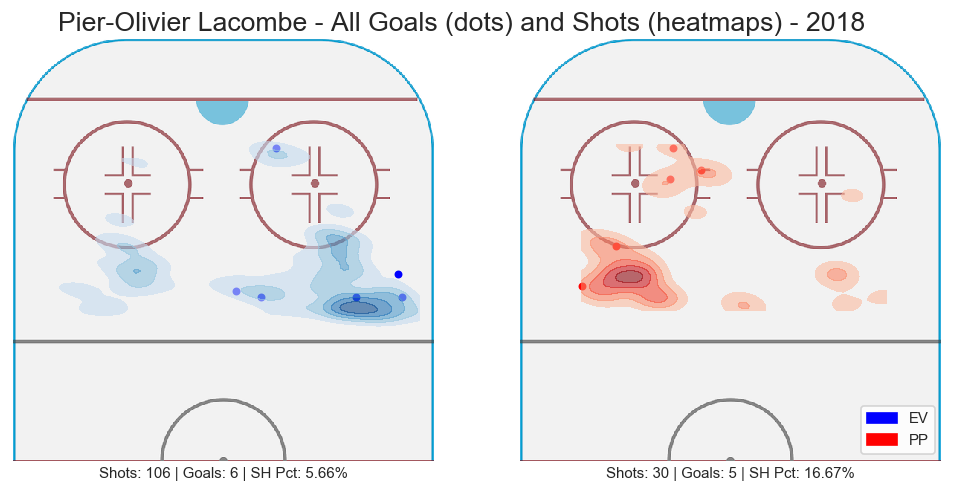 Pier-Olivier Lacombe - All Goals (dots) and Shots (heatmaps) - 2018
EV
PP
Shots: 106 | Goals: 6 | SH Pct: 5.66%
Shots: 30 | Goals: 5 | SH Pct: 16.67%